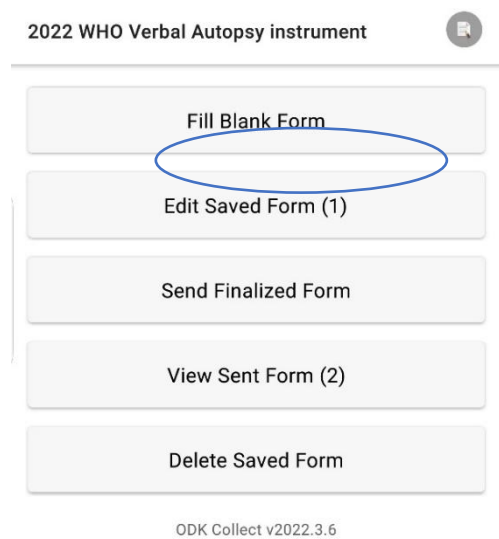 2022 WHO Verbal Autopsy instrument
Fill Blank Form
Edit Saved Form (1)
Send Finalized Form
View Sent Form (2)
Delete Saved Form
ODK Collect v2022.3.6